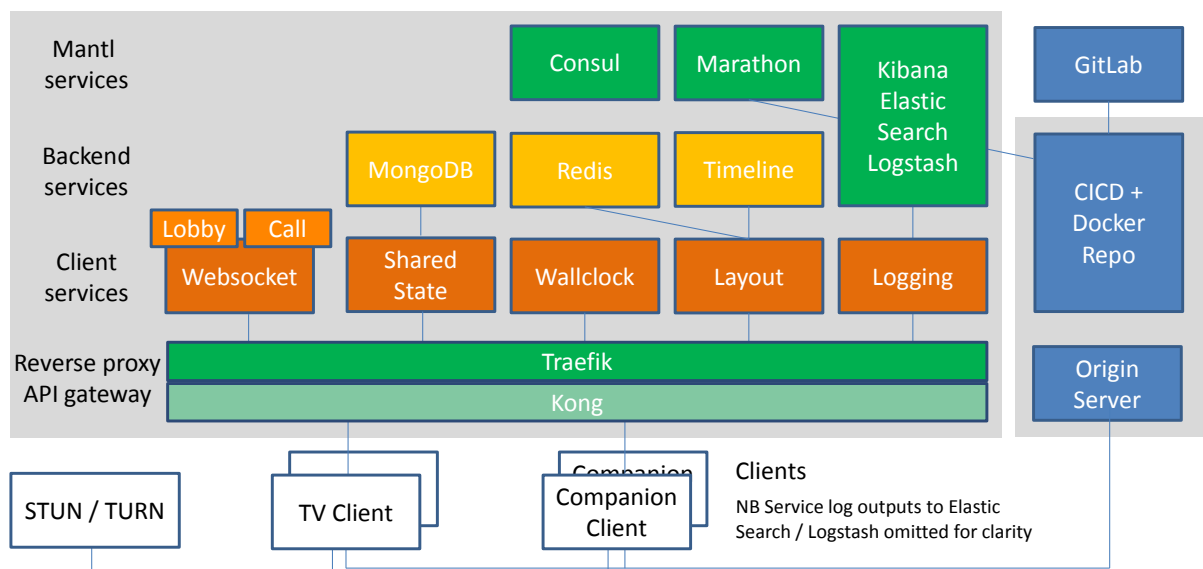 Mantl
services
Consul
Marathon
Kibana
Elastic
Search
Logstash
GitLab
Backend
services
MongoDB
Redis
Timeline
CICD +
Docker
Repo
Lobby
Call
Client
services
Websocket
Shared
State
Wallclock
Layout
Logging
Reverse proxy
API gateway
Traefik
Kong
Origin
Server
STUN / TURN
TV Client
Companion
Companion
Client
Clients
NB Service log outputs to Elastic
Search / Logstash omitted for clarity